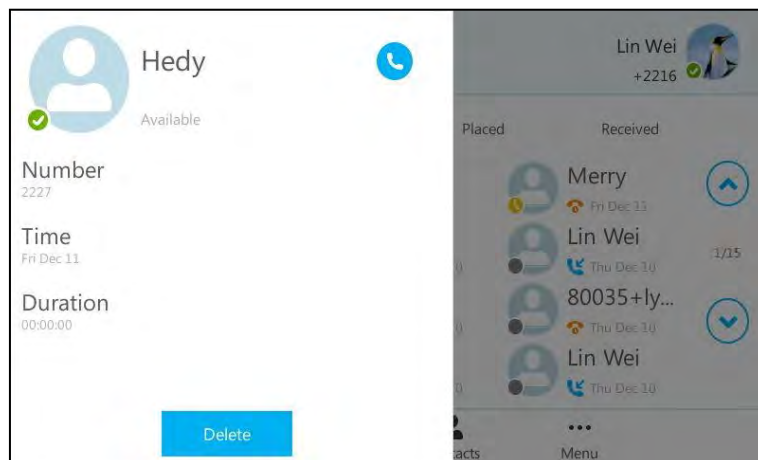 Hedy
Available
Number
2227
Time
Fri Dec 11
Duration
00:00:00
Delete
Lin Wei
+2216
Placed
Received
Merry
Fri Dec 11
Lin Wei
Thu Dec 10
80035+ly...
Thu Dec 10
Lin Wei
Thu Dec 10
1/15
Menu